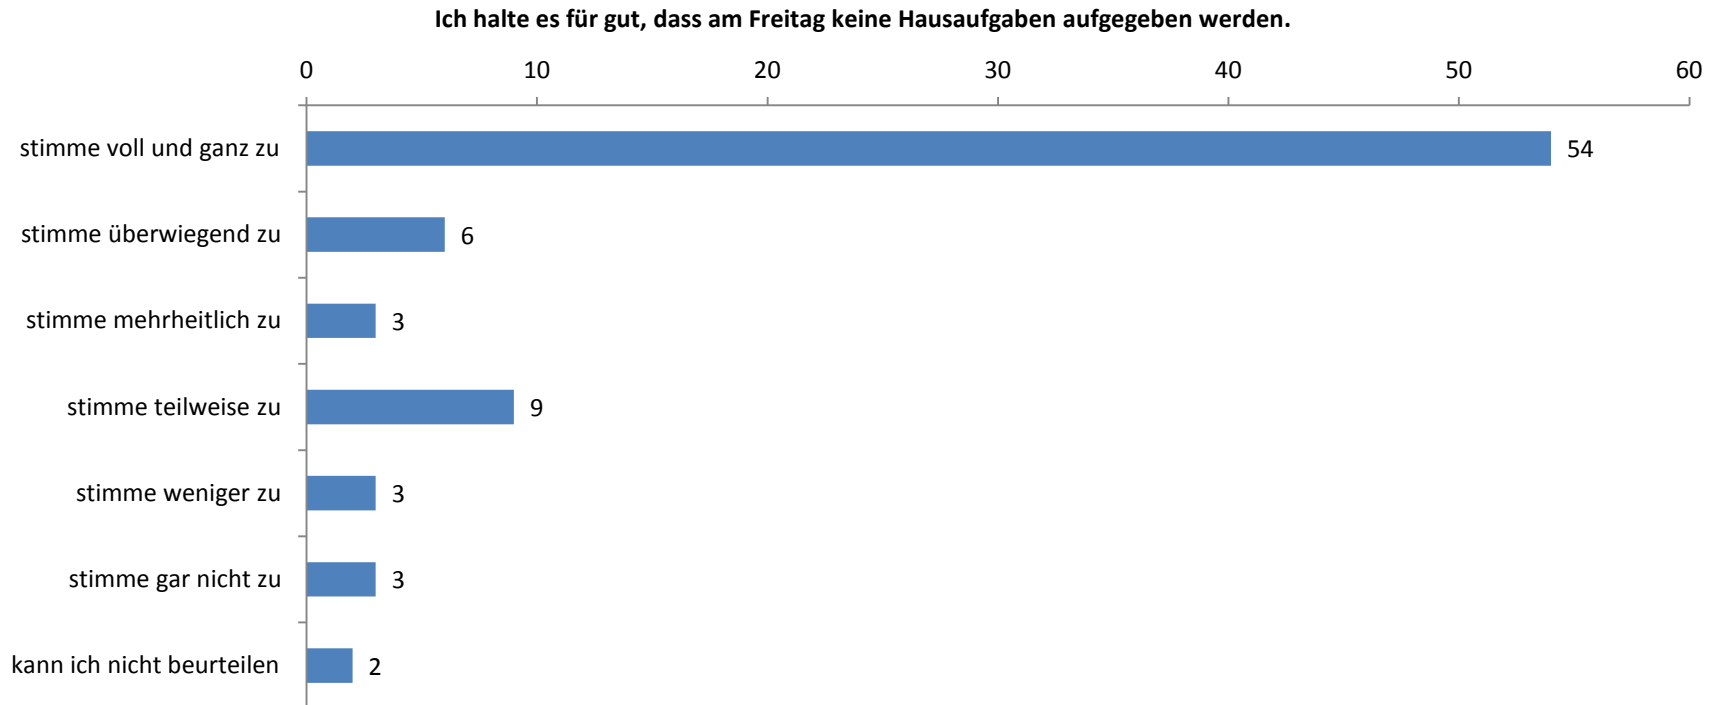 Ich halte es für gut, dass am Freitag keine Hausaufgaben aufgegeben werden.
0 10 20 30 40 50 60
stimme voll und ganz zu 54
stimme überwiegend zu 6
stimme mehrheitlich zu 3
stimme teilweise zu 9
stimme weniger zu 3
stimme gar nicht zu 3
kann ich nicht beurteilen 2